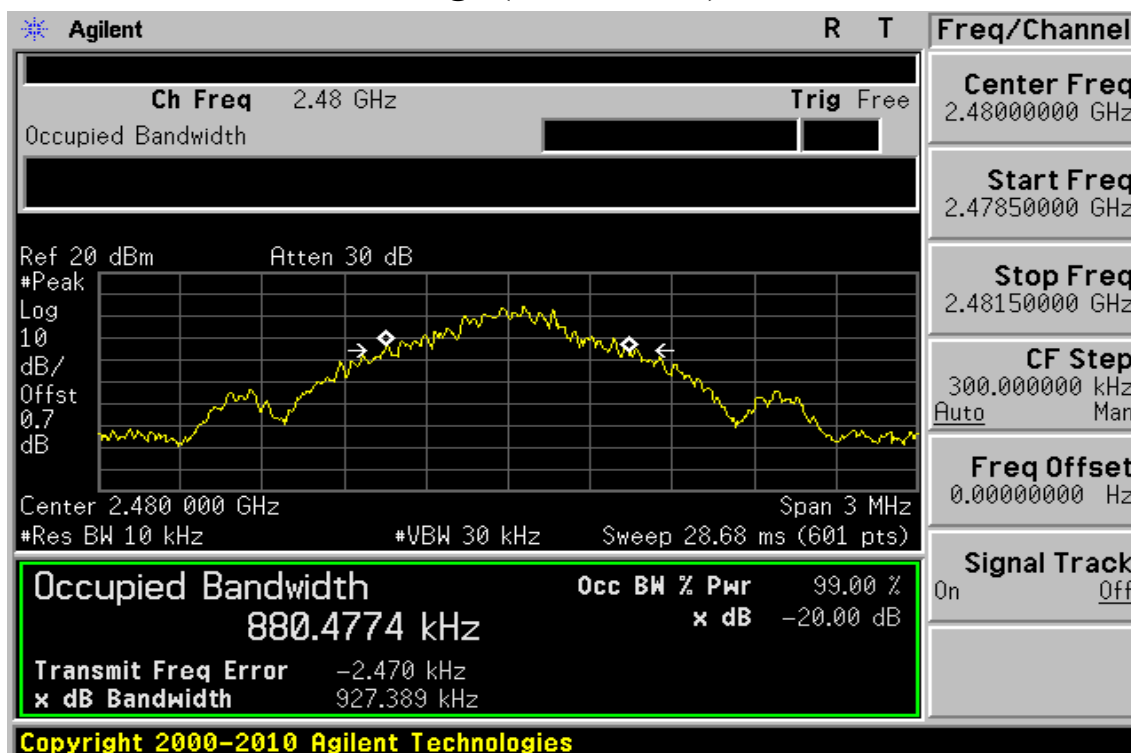 Agilent R T
Ch Freq 2.48 GHz Trig Free
Occupied Bandwidth
Ref 20 dBm Atten 30 dB
#Peak
Log
10
dB/
Offst
0.7
dB
Center 2.480 000 GHz Span 3 MHz
#Res BW 10 kHz #VBW 30 kHz Sweep 28.68 ms (601 pts)
Occupied Bandwidth Occ BW % Pwr 99.00 %
880.4774 kHz x dB -20.00 dB
Transmit Freq Error -2.470 kHz
x dB Bandwidth 927.389 kHz
Copyright 2000-2010 Agilent Technologies
Freq/Channel
Center Freq
2.48000000 GHz
Start Freq
2.47850000 GHz
Stop Freq
2.48150000 GHz
CF Step
300.000000 kHz
Auto Man
Freq Offset
0.00000000 Hz
Signal Track
On Off